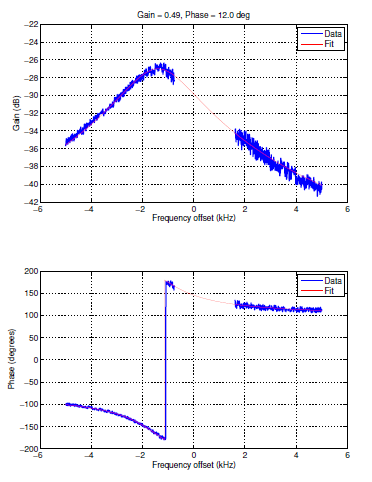 Gain = 0.49, Phase = 12.0 deg
−22
−24
−26
−28
−30
−32
−34
−36
−38
−40
−42
Gain (dB)
Data
Fit
−6 −4 −2 0 2 4 6
Frequency offset (kHz)
200
150
100
50
0
−50
−100
−150
−200
Phase (degrees)
Data
Fit
−6 −4 −2 0 2 4 6
Frequency offset (kHz)